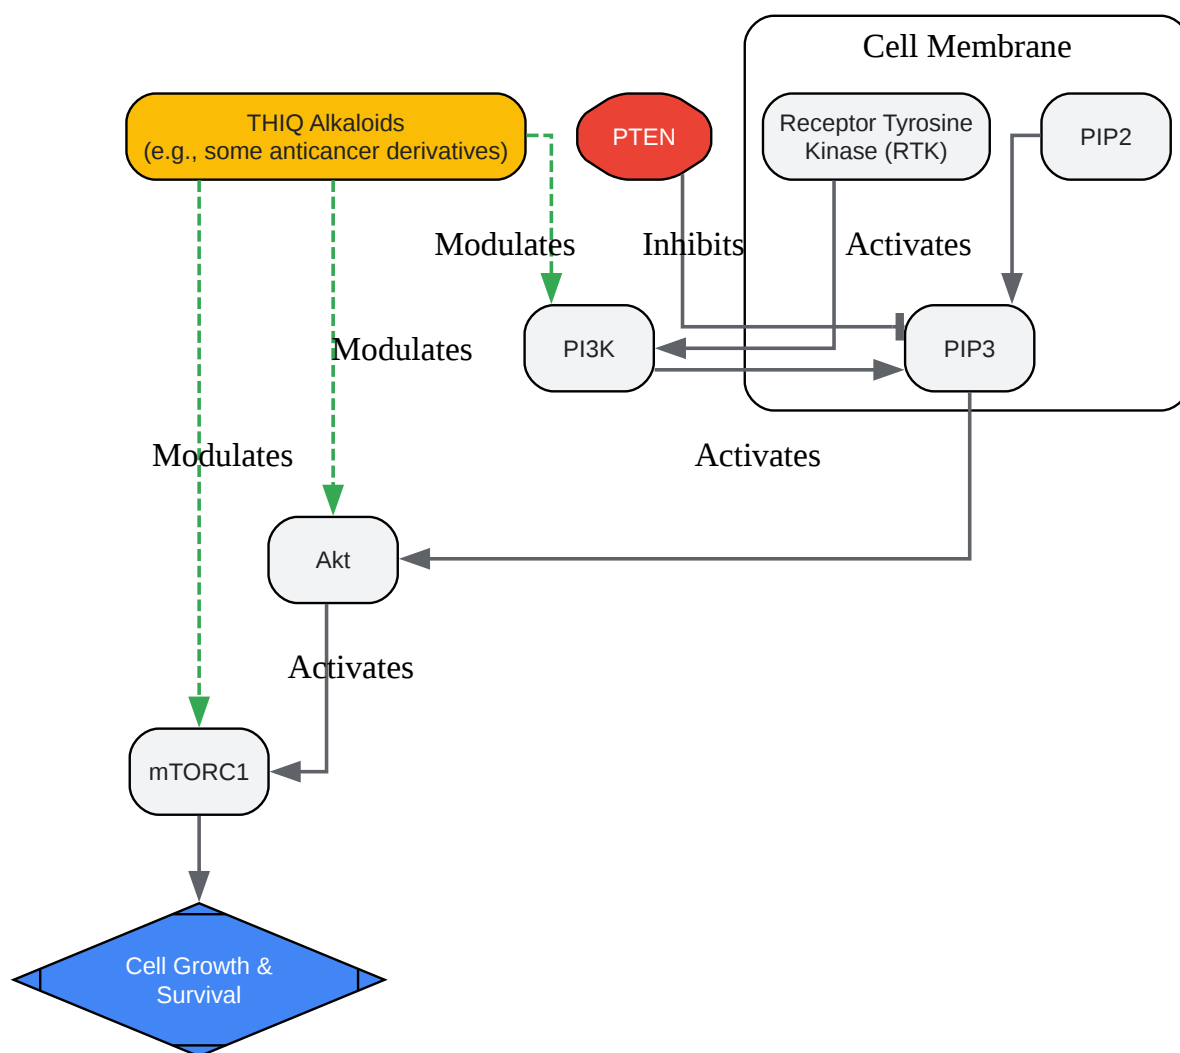 Cell Membrane
THIQ Alkaloids
(e.g., some anticancer derivatives)
PTEN
Receptor Tyrosine
Kinase (RTK)
PIP2
Modulates
Inhibits
Activates
Modulates
PI3K
PIP3
Modulates
Activates
Akt
Activates
mTORC1
Cell Growth &
Survival